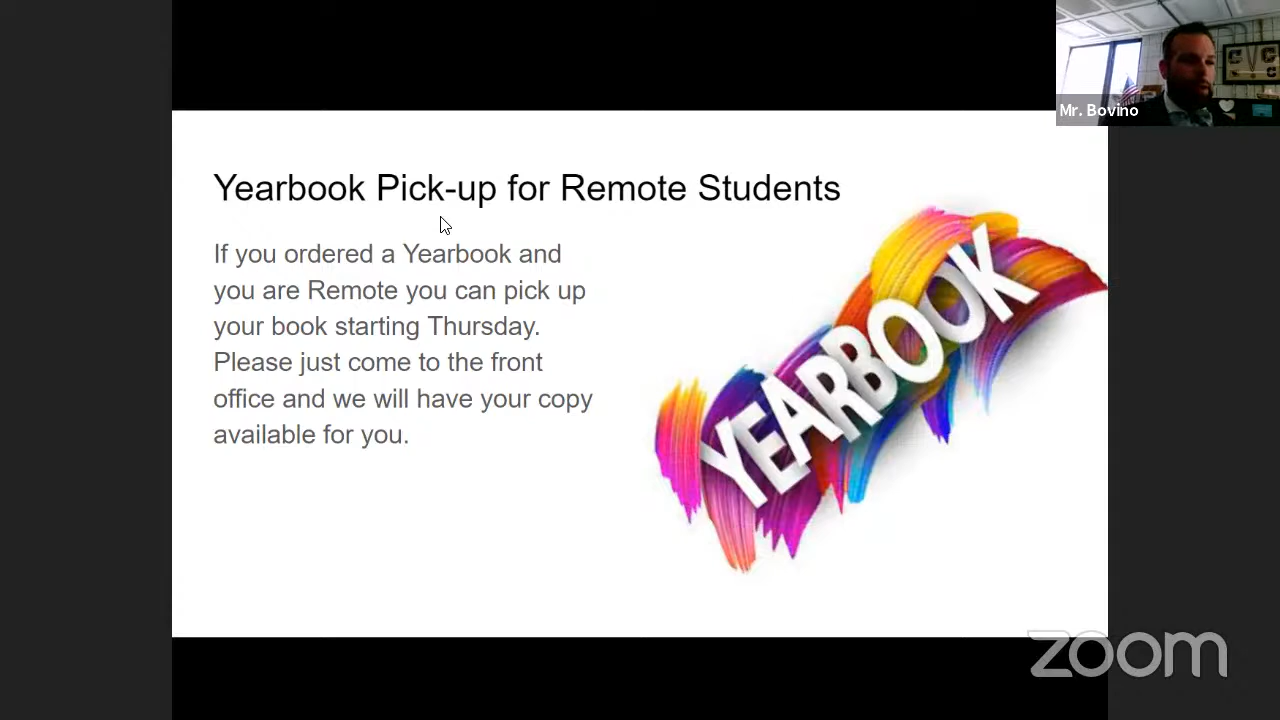 Mr. Bovino
Yearbook Pick-up for Remote Students
If you ordered a Yearbook and
you are Remote you can pick up
your book starting Thursday.
Please just come to the front
office and we will have your copy
available for you.
YEARBOOK
zoom